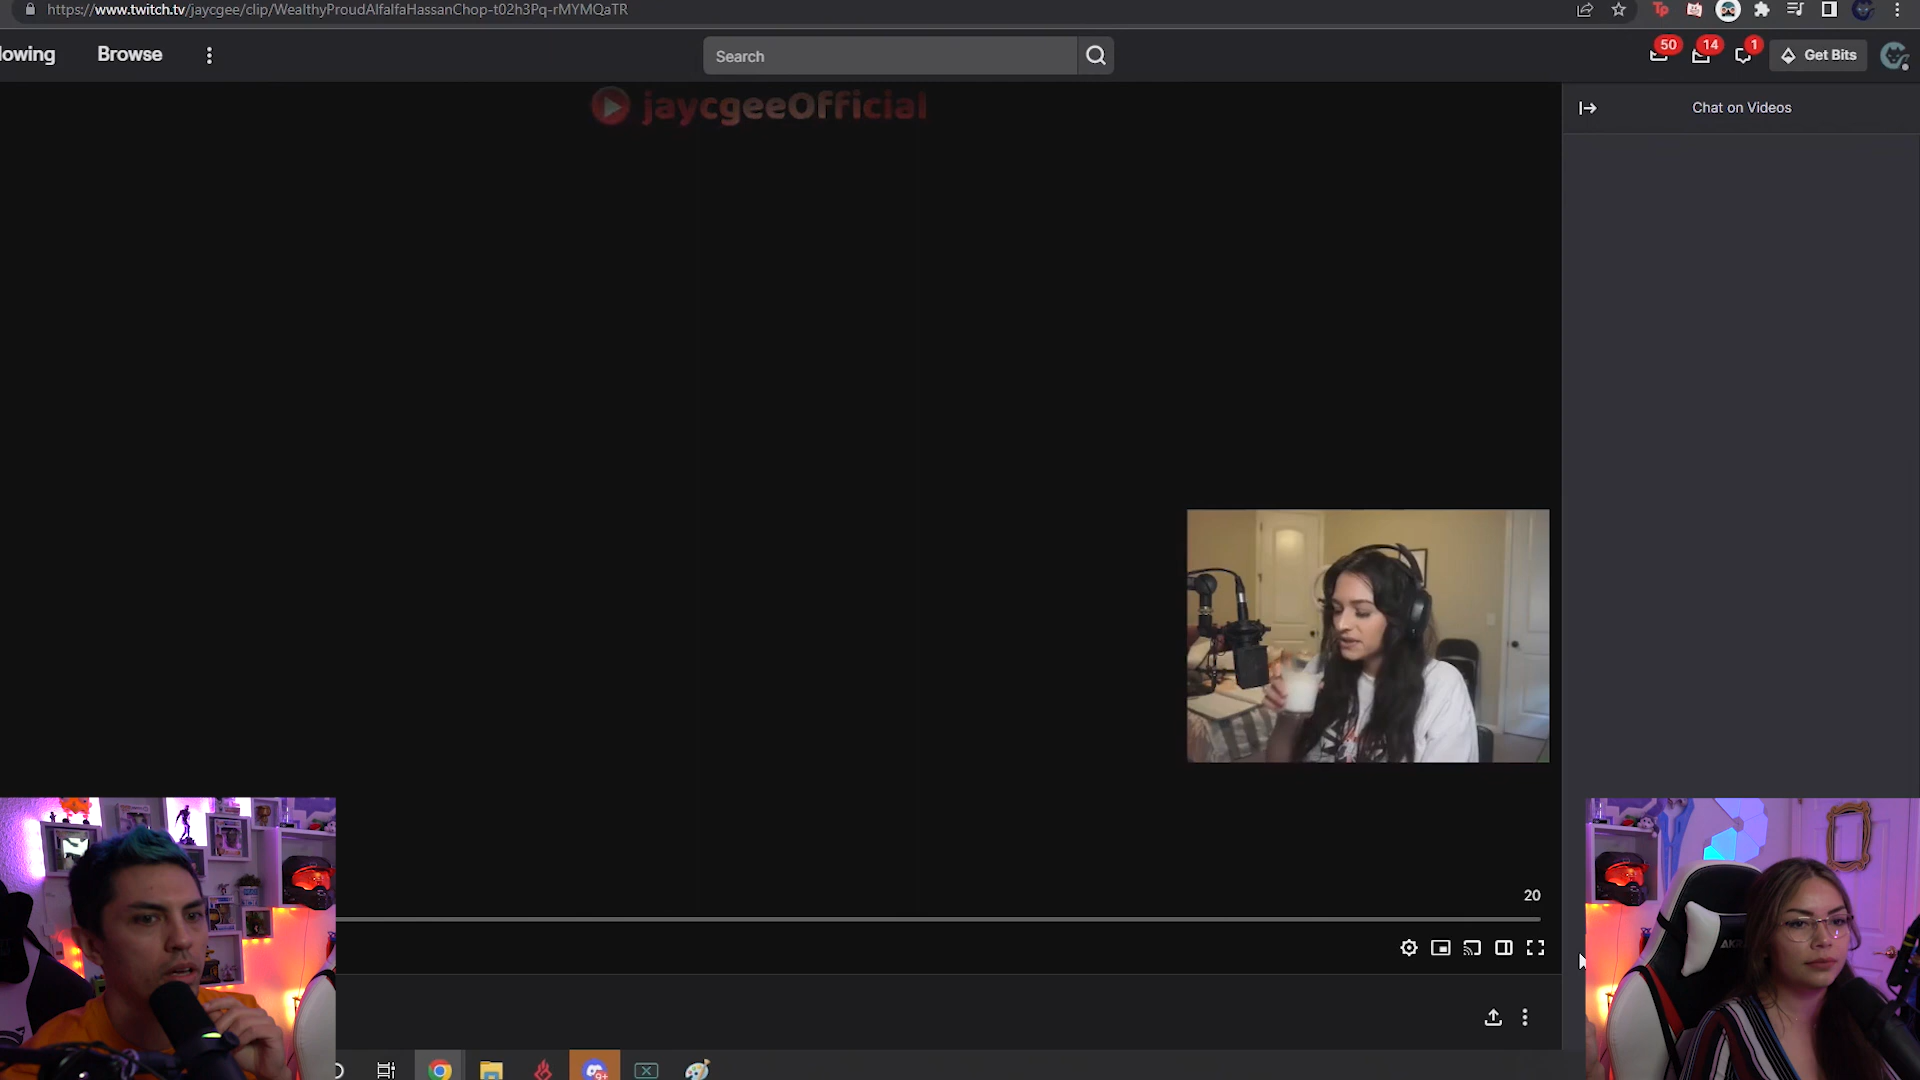 https://www.twitch.tv/jaycgee/clip/WealthyProudAlfalfaHassanChop-t02h3Pq-rMYMQaTR
lowing
Browse
Search
50
14
1
Get Bits
jaycgeeOfficial
Chat on Videos
20
9+